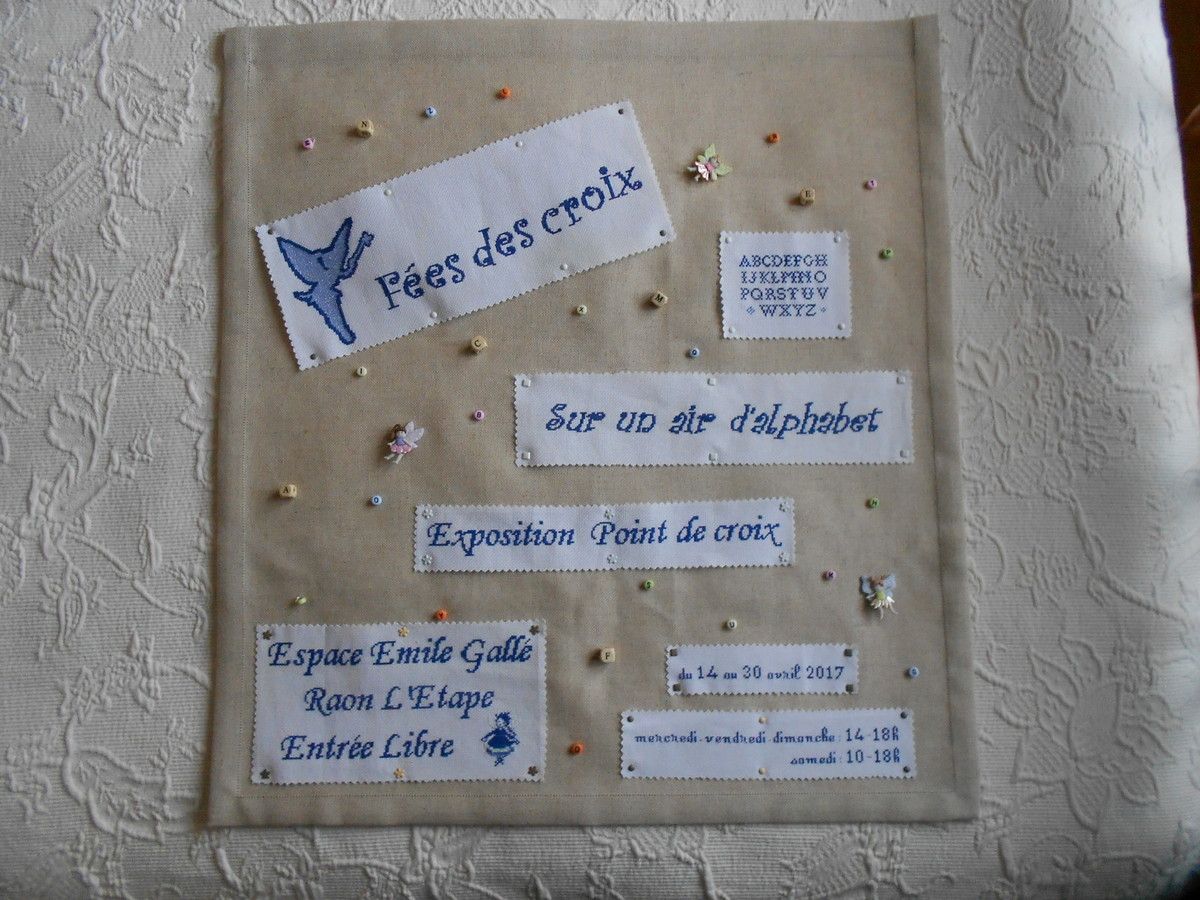 Fées des croix
ABCDEFGH
IJKLMNO
PQRSTUV
WXYZ
Sur un air d'alphabet
Exposition Point de croix
Espace Emile Gallé
Raon L'Etape
Entrée Libre
du 14 au 30 avril 2017
mercredi-vendredi-dimanche : 14-18h
samedi : 10-18h